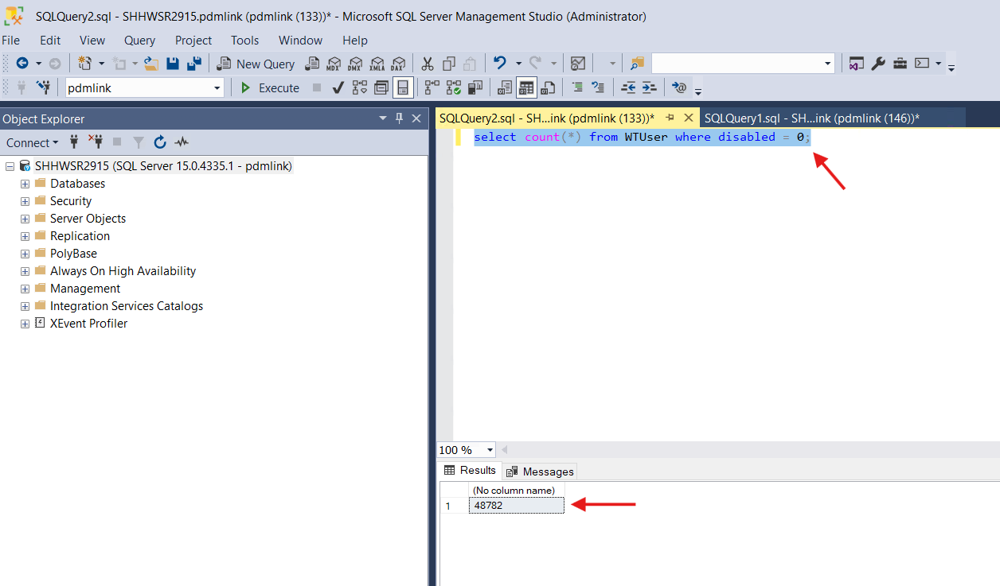 SQLQuery2.sql - SHHWSR2915.pdmlink (pdmlink (133))* - Microsoft SQL Server Management Studio (Administrator)
File Edit View Query Project Tools Window Help
New Query MDX DMX XMLA DAX
pdmlink Execute
Object Explorer
SQLQuery2.sql - SH...ink (pdmlink (133))* SQLQuery1.sql - SH...ink (pdmlink (146))*
Connect
select count(*) from WTUser where disabled = 0;
SHHWSR2915 (SQL Server 15.0.4335.1 - pdmlink)
Databases
Security
Server Objects
Replication
PolyBase
Always On High Availability
Management
Integration Services Catalogs
XEvent Profiler
100 %
Results Messages
(No column name)
1 48782